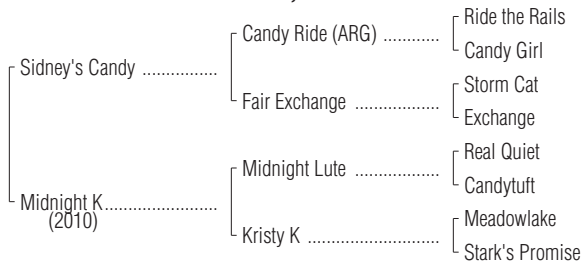 Ride the Rails
Candy Ride (ARG) ............
Candy Girl
Sidney's Candy ................
Storm Cat
Fair Exchange ..................
Exchange
Real Quiet
Midnight Lute ..................
Candytuft
Midnight K........................
(2010)
Meadowlake
Kristy K ............................
Stark's Promise